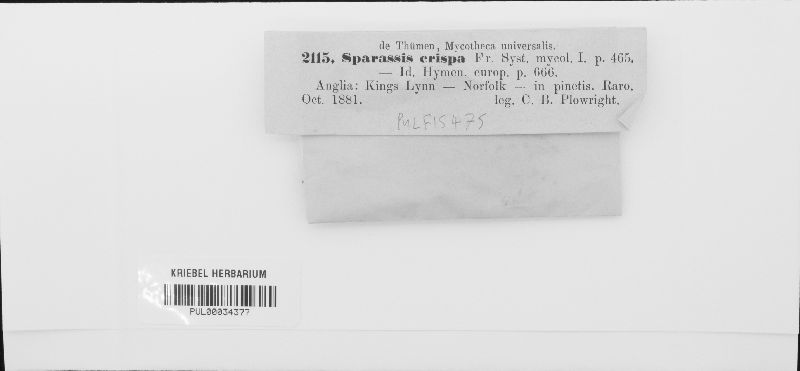 de Thümen, Mycotheca universalis.
2115. Sparassis crispa Fr. Syst. mycol. I. p. 465.
— Id. Hymen. europ. p. 666.
Anglia: Kings Lynn — Norfolk — in pinetis. Raro.
Oct. 1881. leg. C. B. Plowright.
PULF15475
KRIEBEL HERBARIUM
PUL00034377